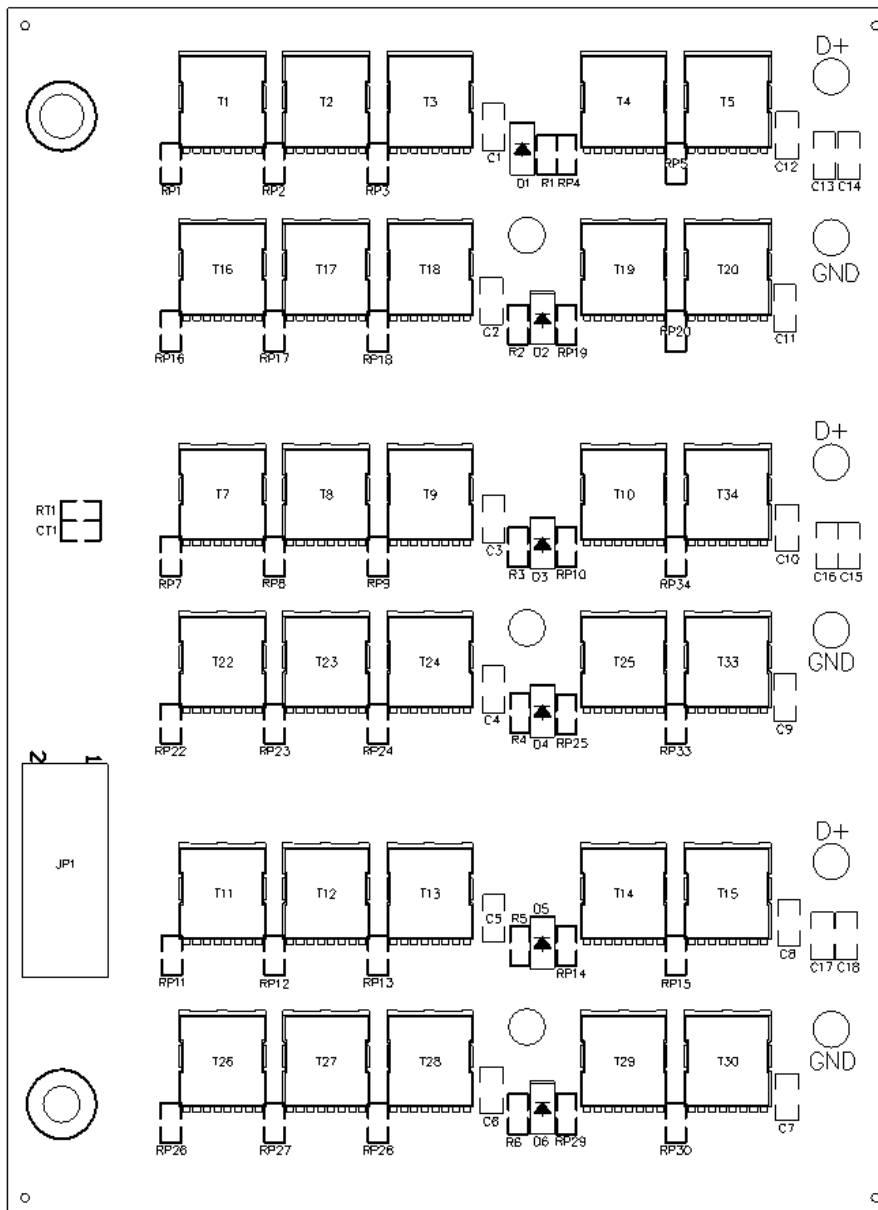 D+
T1 T2 T3 T4 T5
C1 C12
RP5
RP1 RP2 RP3 D1 R1 RP4 C13 C14
T16 T17 T18 T19 T20 GND
C2 RP20 C11
RP16 RP17 RP18 R2 D2 RP19
D+
T7 T8 T9 T10 T34
RT1
CT1
C3 C10
RP7 RP8 RP9 R3 D3 RP10 RP34 C16 C15
T22 T23 T24 T25 T33 GND
C4 C9
RP22 RP23 RP24 R4 D4 RP25 RP33
2 1
D+
JP1
T11 T12 T13 T14 T15
C5 R5 D5 C8
RP11 RP12 RP13 RP14 RP15 C17 C18
T26 T27 T28 T29 T30 GND
C6 C7
RP26 RP27 RP28 R6 D6 RP29 RP30